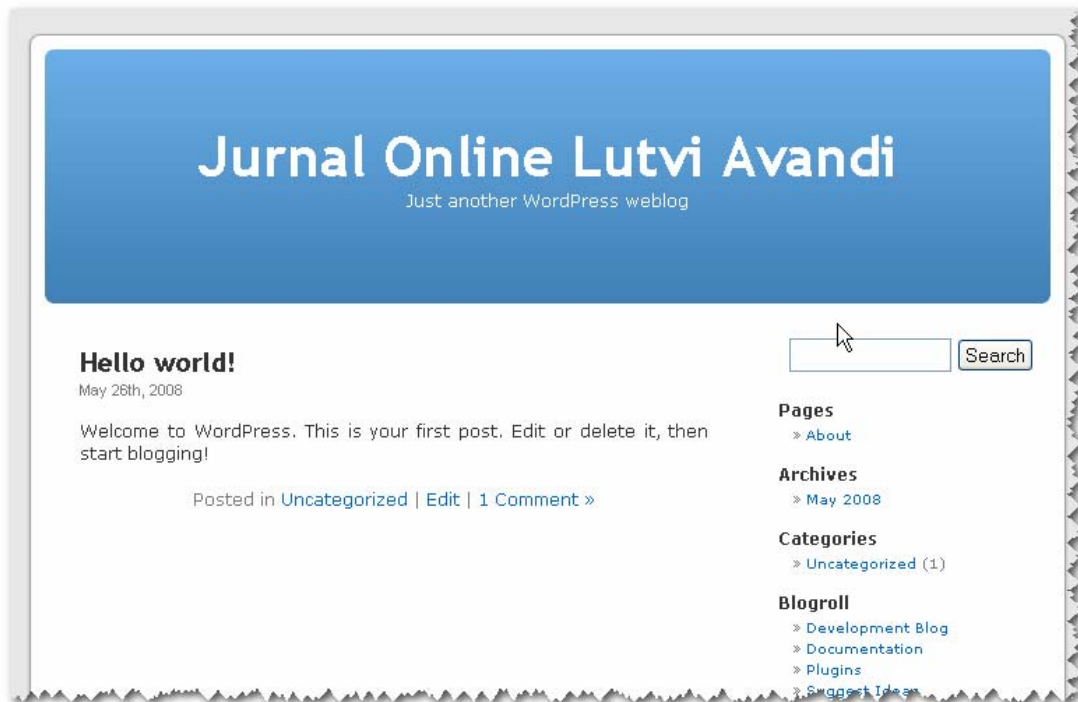 Jurnal Online Lutvi Avandi
Just another WordPress weblog
Hello world!
May 26th, 2008
Welcome to WordPress. This is your first post. Edit or delete it, then
start blogging!
Posted in Uncategorized | Edit | 1 Comment »
Search
Pages
» About
Archives
» May 2008
Categories
» Uncategorized (1)
Blogroll
» Development Blog
» Documentation
» Plugins
» Suggest Ideas